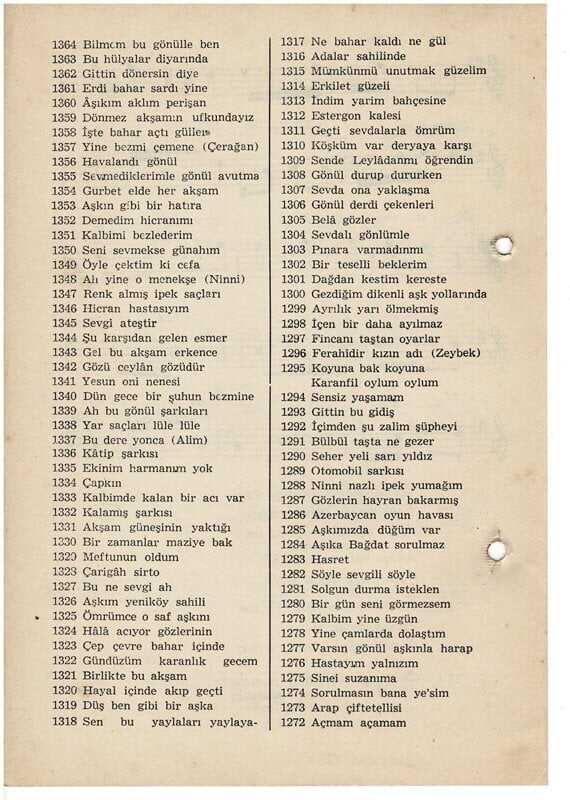 1364 Bilmem bu gönülle ben
1363 Bu hülyalar diyarında
1362 Gittin dönersin diye
1361 Erdi bahar sardı yine
1360 Âşıkım aklım perişan
1359 Dönmez akşamın ufkundayız
1358 İşte bahar açtı gülleri
1357 Yine bezmi çemene (Çerağan)
1356 Havalandı gönül
1355 Sevmediklerimle gönül avutma
1354 Gurbet elde her akşam
1353 Aşkın gibi bir hatıra
1352 Demedim hicranımı
1351 Kalbimi bezlederim
1350 Seni sevmekse günahım
1349 Öyle çektim ki cefa
1348 Ah yine o menekşe (Ninni)
1347 Renk almış ipek saçları
1346 Hicran hastasıyım
1345 Sevgi ateştir
1344 Şu karşıdan gelen esmer
1343 Gel bu akşam erkence
1342 Gözü ceylân gözüdür
1341 Yesun oni nenesi
1340 Dün gece bir şuhun bezmine
1339 Ah bu gönül şarkıları
1338 Yar saçları lüle lüle
1337 Bu dere yonca (Alim)
1336 Kâtip şarkısı
1335 Ekinim harmanım yok
1334 Çapkın
1333 Kalbimde kalan bir acı var
1332 Kalamış şarkısı
1331 Akşam güneşinin yaktığı
1330 Bir zamanlar maziye bak
1329 Meftunun oldum
1328 Çarigâh sirto
1327 Bu ne sevgi ah
1326 Aşkım yeniköy sahili
1325 Ömrümce o saf aşkını
1324 Hâlâ acıyor gözlerinin
1323 Çep çevre bahar içinde
1322 Gündüzüm karanlık gecem
1321 Birlikte bu akşam
1320 Hayal içinde akıp geçti
1319 Düş ben gibi bir aşka
1318 Sen bu yaylaları yaylaya-
1317 Ne bahar kaldı ne gül
1316 Adalar sahilinde
1315 Mümkünmü unutmak güzelim
1314 Erkilet güzeli
1313 İndim yarim bahçesine
1312 Estergon kalesi
1311 Geçti sevdalarla ömrüm
1310 Köşküm var deryaya karşı
1309 Sende Leylâdanmı öğrendin
1308 Gönül durup dururken
1307 Sevda ona yaklaşma
1306 Gönül derdi çekenleri
1305 Belâ gözler
1304 Sevdalı gönlümle
1303 Pınara varmadınmı
1302 Bir teselli beklerim
1301 Dağdan kestim kereste
1300 Gezdiğim dikenli aşk yollarında
1299 Ayrılık yarı ölmekmiş
1298 İçen bir daha ayılmaz
1297 Fincanı taştan oyarlar
1296 Ferahîdir kızın adı (Zeybek)
1295 Koyuna bak koyuna
Karanfil oylum oylum
1294 Sensiz yaşamam
1293 Gittin bu gidiş
1292 İçimden şu zalim şüpheyi
1291 Bülbül taşta ne gezer
1290 Seher yeli sarı yıldız
1289 Otomobil sarkısı
1288 Ninni nazlı ipek yumağım
1287 Gözlerin hayran bakarmış
1286 Azerbaycan oyun havası
1285 Aşkımızda düğüm var
1284 Aşıka Bağdat sorulmaz
1283 Hasret
1282 Söyle sevgili söyle
1281 Solgun durma isteklen
1280 Bir gün seni görmezsem
1279 Kalbim yine üzgün
1278 Yine çamlarda dolaştım
1277 Varsın gönül aşkınla harap
1276 Hastayım yalnızım
1275 Sinei suzanıma
1274 Sorulmasın bana ye'sim
1273 Arap çiftetellisi
1272 Açmam açamam